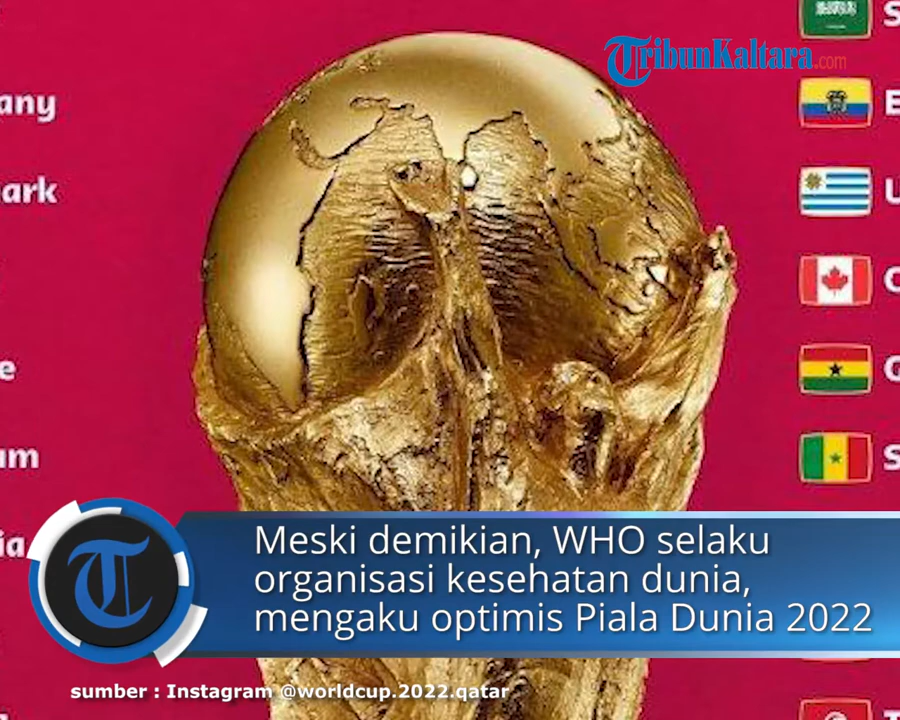 TribunKaltara.com
any
ark
e
um
ia
S
E
U
C
G
S
T
Meski demikian, WHO selaku
organisasi kesehatan dunia,
mengaku optimis Piala Dunia 2022
sumber : Instagram @worldcup.2022.qatar